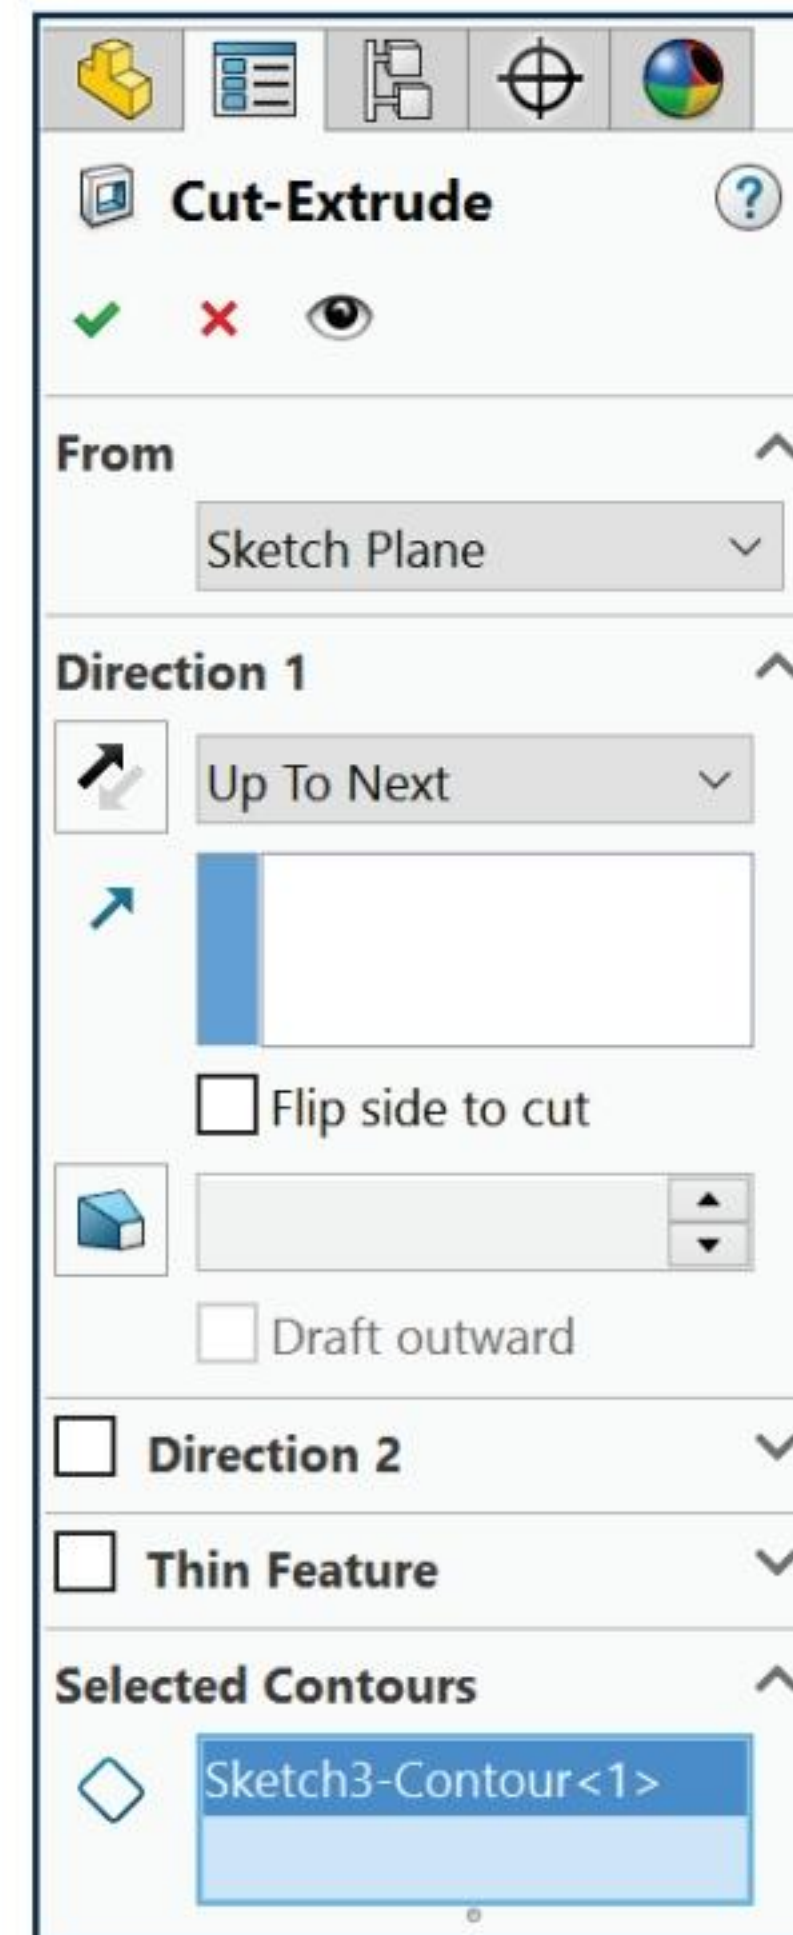 Cut-Extrude
?
From
Sketch Plane
Direction 1
Up To Next
Flip side to cut
Draft outward
Direction 2
Thin Feature
Selected Contours
Sketch3-Contour<1>